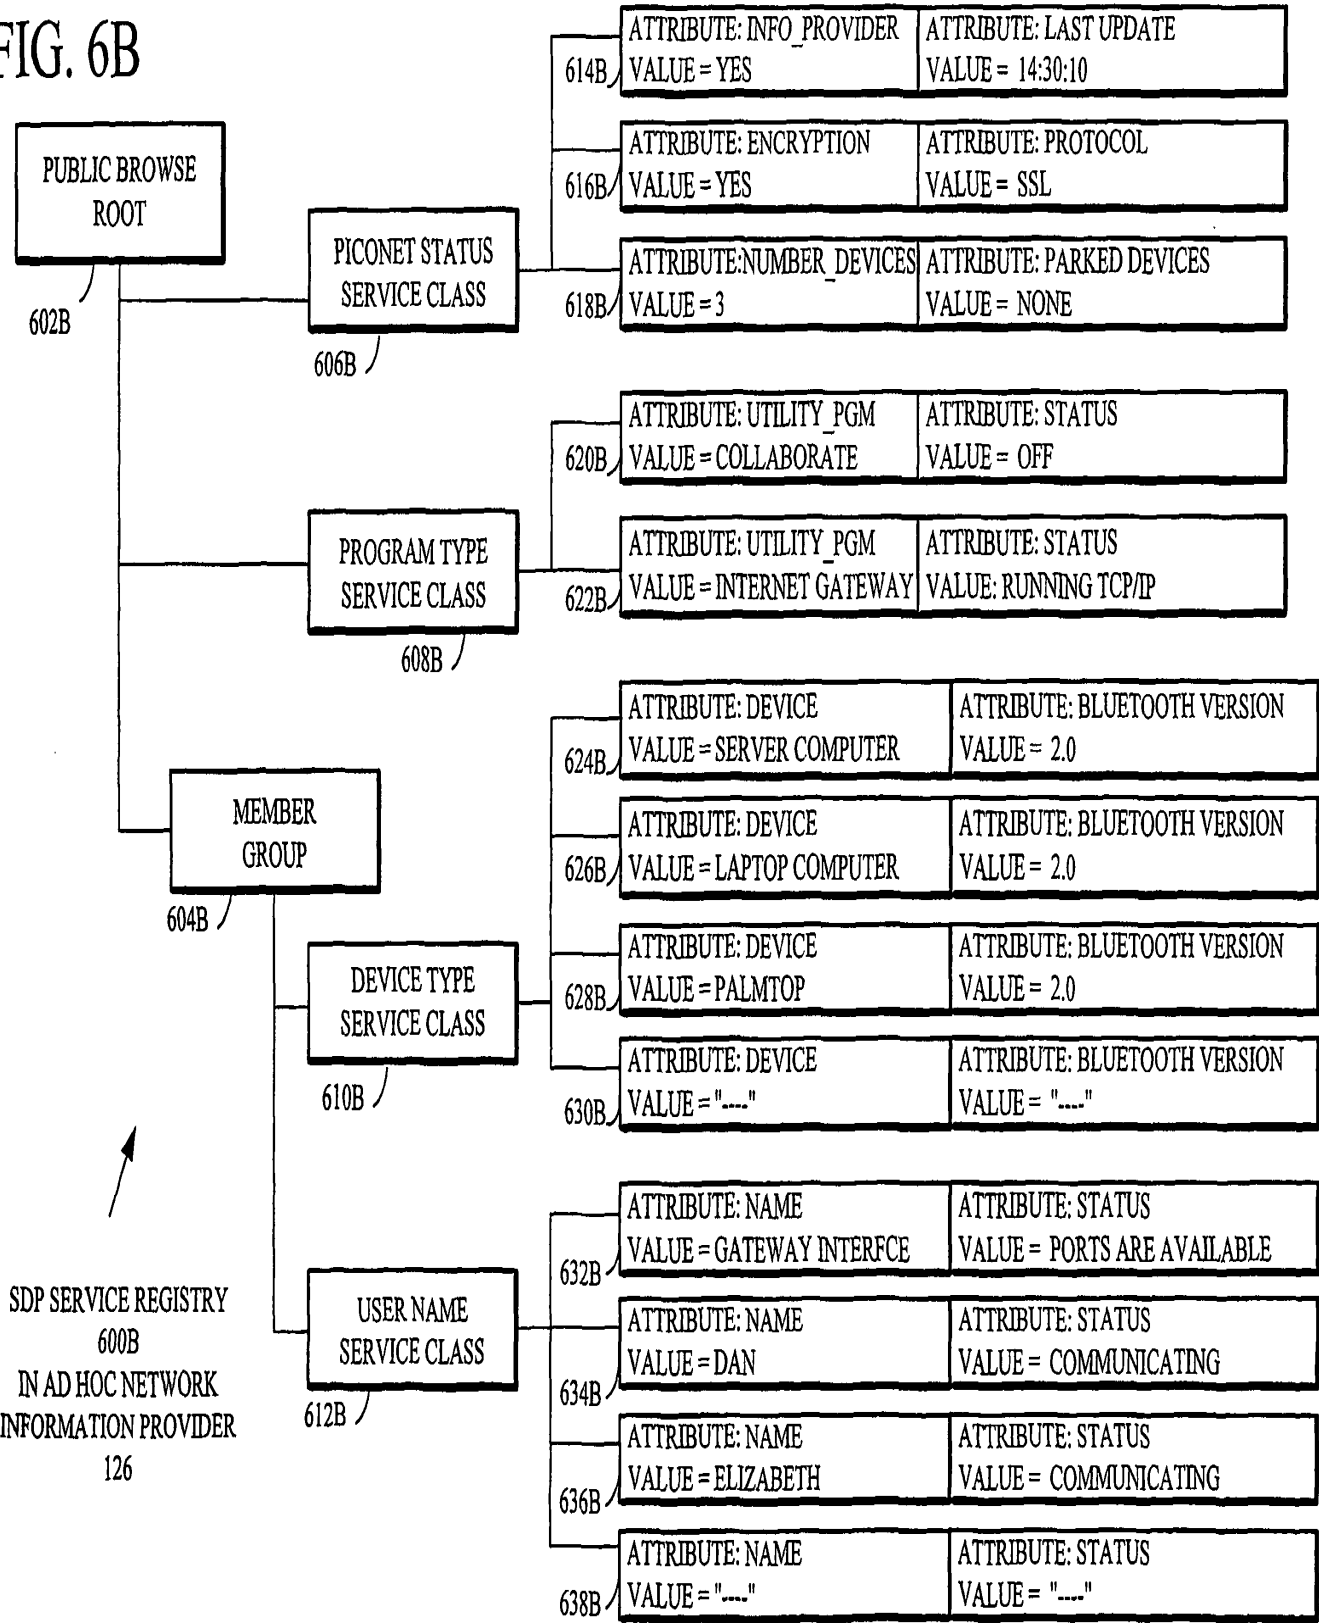 FIG. 6B
PUBLIC BROWSE
ROOT
602B
PICONET STATUS
SERVICE CLASS
606B
ATTRIBUTE: INFO_PROVIDER
VALUE = YES
ATTRIBUTE: LAST UPDATE
VALUE = 14:30:10
614B
ATTRIBUTE: ENCRYPTION
VALUE = YES
ATTRIBUTE: PROTOCOL
VALUE = SSL
616B
ATTRIBUTE:NUMBER_DEVICES
VALUE = 3
ATTRIBUTE: PARKED DEVICES
VALUE = NONE
618B
PROGRAM TYPE
SERVICE CLASS
608B
ATTRIBUTE: UTILITY_PGM
VALUE = COLLABORATE
ATTRIBUTE: STATUS
VALUE = OFF
620B
ATTRIBUTE: UTILITY_PGM
VALUE = INTERNET GATEWAY
ATTRIBUTE: STATUS
VALUE: RUNNING TCP/IP
622B
MEMBER
GROUP
604B
DEVICE TYPE
SERVICE CLASS
610B
ATTRIBUTE: DEVICE
VALUE = SERVER COMPUTER
ATTRIBUTE: BLUETOOTH VERSION
VALUE = 2.0
624B
ATTRIBUTE: DEVICE
VALUE = LAPTOP COMPUTER
ATTRIBUTE: BLUETOOTH VERSION
VALUE = 2.0
626B
ATTRIBUTE: DEVICE
VALUE = PALMTOP
ATTRIBUTE: BLUETOOTH VERSION
VALUE = 2.0
628B
ATTRIBUTE: DEVICE
VALUE = "----"
ATTRIBUTE: BLUETOOTH VERSION
VALUE = "----"
630B
USER NAME
SERVICE CLASS
612B
ATTRIBUTE: NAME
VALUE = GATEWAY INTERFCE
ATTRIBUTE: STATUS
VALUE = PORTS ARE AVAILABLE
632B
ATTRIBUTE: NAME
VALUE = DAN
ATTRIBUTE: STATUS
VALUE = COMMUNICATING
634B
ATTRIBUTE: NAME
VALUE = ELIZABETH
ATTRIBUTE: STATUS
VALUE = COMMUNICATING
636B
ATTRIBUTE: NAME
VALUE = "----"
ATTRIBUTE: STATUS
VALUE = "----"
638B
SDP SERVICE REGISTRY
600B
IN AD HOC NETWORK
INFORMATION PROVIDER
126